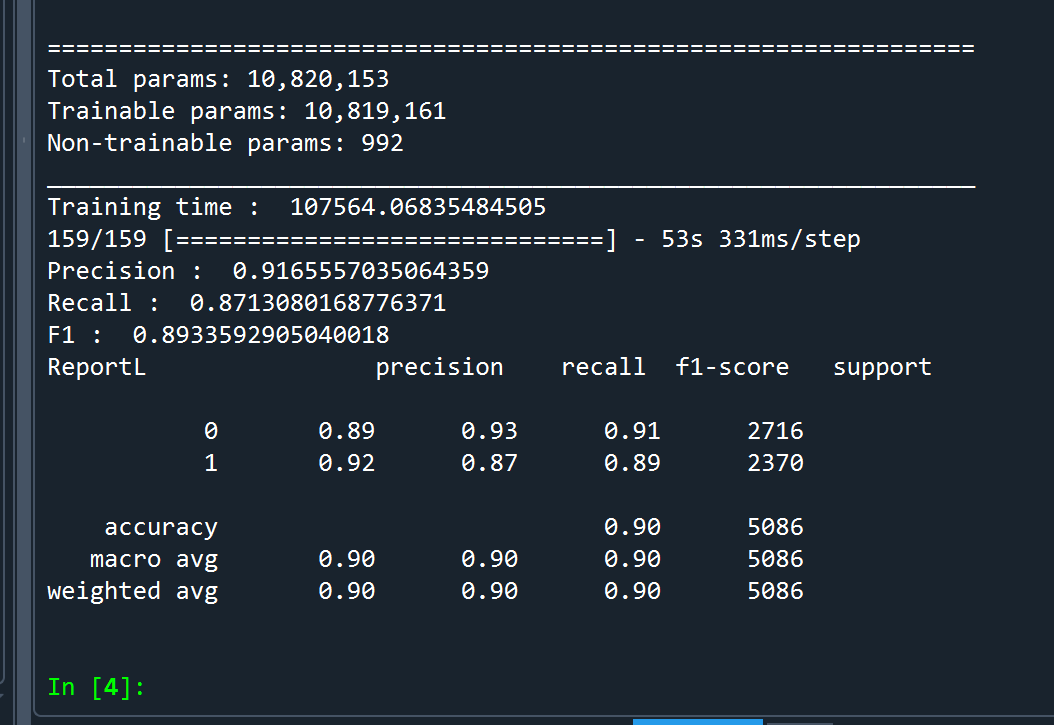 =================================================================
Total params: 10,820,153
Trainable params: 10,819,161
Non-trainable params: 992
_________________________________________________________________
Training time :  107564.06835484505
159/159 [==============================] - 53s 331ms/step
Precision :  0.9165557035064359
Recall :  0.8713080168776371
F1 :  0.8933592905040018
ReportL                precision    recall  f1-score   support
           0       0.89      0.93      0.91      2716
           1       0.92      0.87      0.89      2370
    accuracy                           0.90      5086
   macro avg       0.90      0.90      0.90      5086
weighted avg       0.90      0.90      0.90      5086
In [4]: